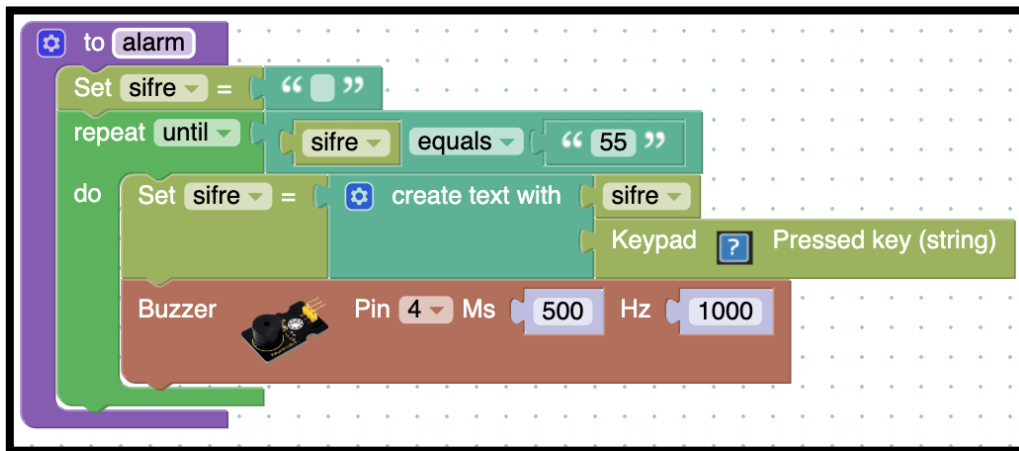 to alarm
Set sifre = “ ”
repeat until sifre equals “ 55 ”
do Set sifre = create text with sifre
Keypad ? Pressed key (string)
Buzzer Pin 4 Ms 500 Hz 1000